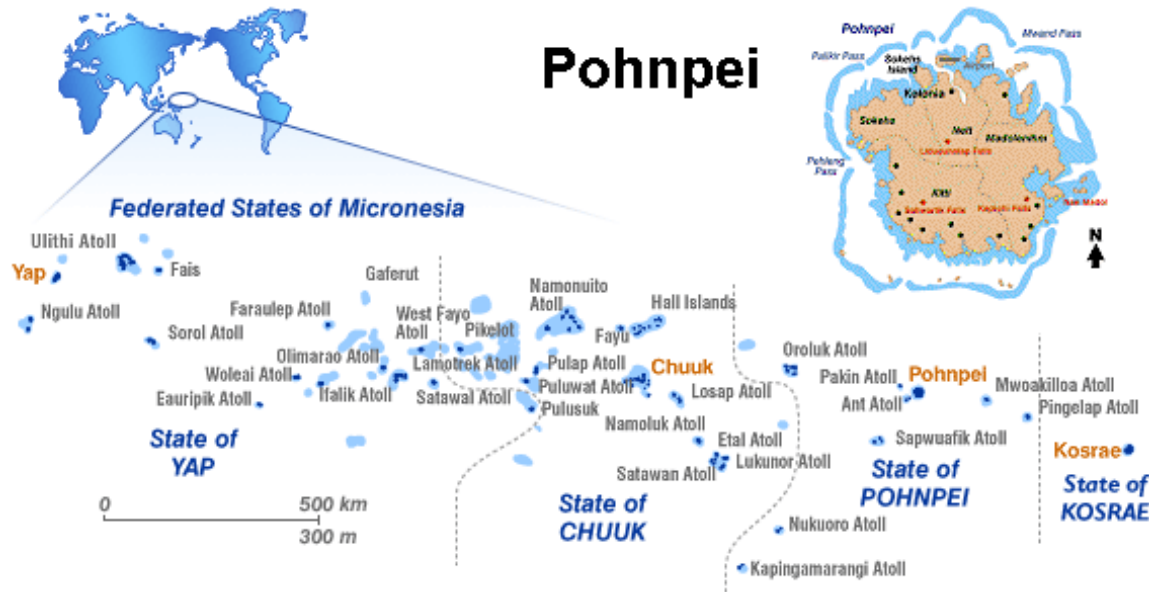 Pohnpei
Pohnpei
Mwand Pass
Palikir Pass
Sokehs
Island
Airport
Kolonia
Sokehs
Nett
Madolenihm
Pehleng
Pass
Kitti
Nan Madol
N
Federated States of Micronesia
Ulithi Atoll
Yap
Fais
Gaferut
Ngulu Atoll
Sorol Atoll
Faraulep Atoll
West Fayo
Atoll
Pikelot
Namonuito
Atoll
Hall Islands
Fayu
Olimarao Atoll
Lamotrek Atoll
Pulap Atoll
Chuuk
Oroluk Atoll
Woleai Atoll
Ifalik Atoll
Satawal Atoll
Puluwat Atoll
Losap Atoll
Pakin Atoll
Pohnpei
Mwoakilloa Atoll
Eauripik Atoll
Pulusuk
Ant Atoll
Pingelap Atoll
Namoluk Atoll
Etal Atoll
Sapwuafik Atoll
Kosrae
State of
YAP
Satawan Atoll
Lukunor Atoll
State of
POHNPEI
State of
KOSRAE
0
500 km
300 m
State of
CHUUK
Nukuoro Atoll
Kapingamarangi Atoll